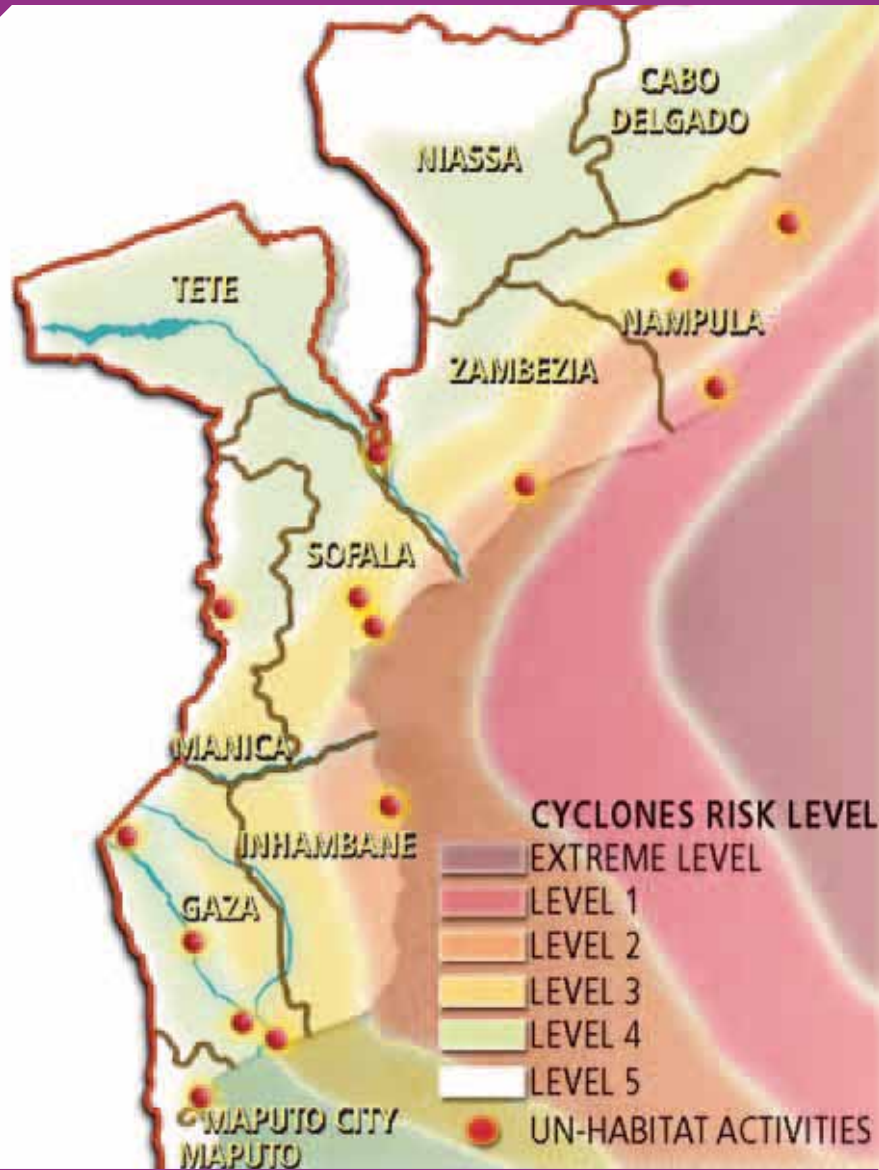 CABO
DELGADO
NIASSA
TETE
NAMPULA
ZAMBEZIA
SOFALA
MANICA
INHAMBANE
GAZA
MAPUTO CITY
MAPUTO
CYCLONES RISK LEVEL
EXTREME LEVEL
LEVEL 1
LEVEL 2
LEVEL 3
LEVEL 4
LEVEL 5
UN-HABITAT ACTIVITIES